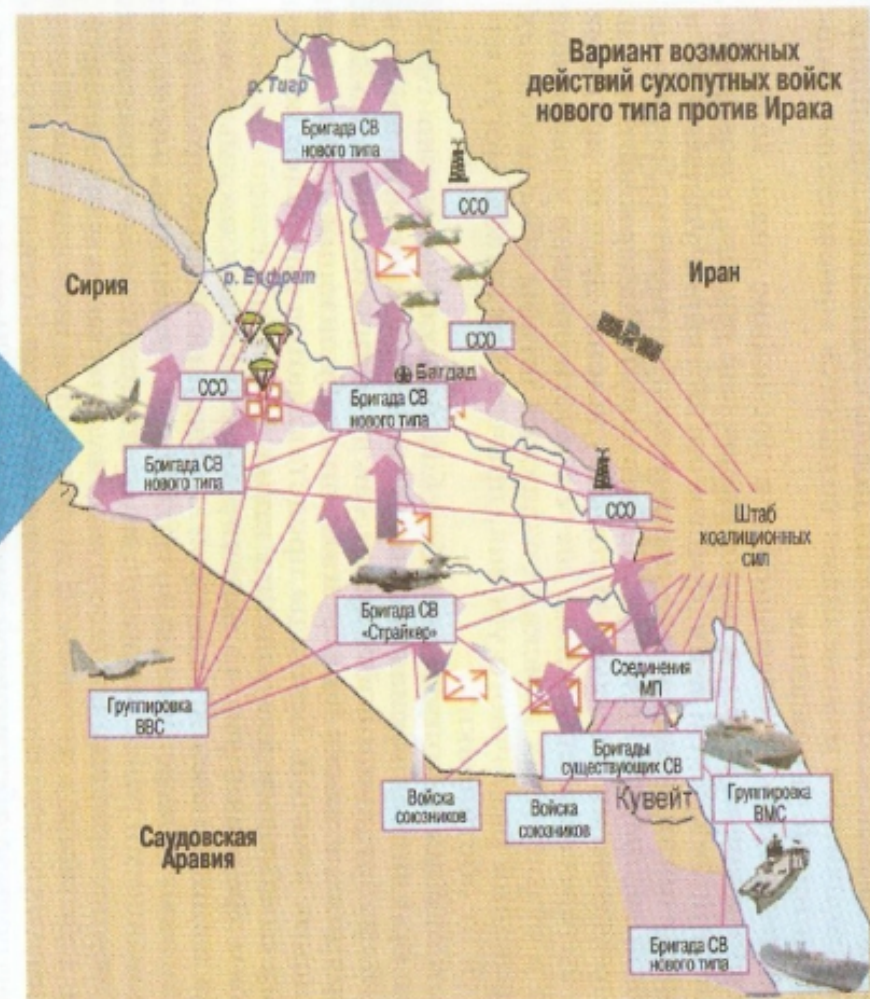 Вариант возможных
действий сухопутных войск
нового типа против Ирака
р. Тигр
Бригада СВ
нового типа
ССО
Сирия
р. Евфрат
Иран
ССО
ССО
Багдад
Бригада СВ
нового типа
Бригада СВ
нового типа
ССО
Штаб
коалиционных
сил
Бригада СВ
«Страйкер»
Соединения
МП
Группировка
ВВС
Бригады
существующих СВ
Войска
союзников
Войска
союзников
Кувейт
Группировка
ВМС
Саудовская
Аравия
Бригада СВ
нового типа